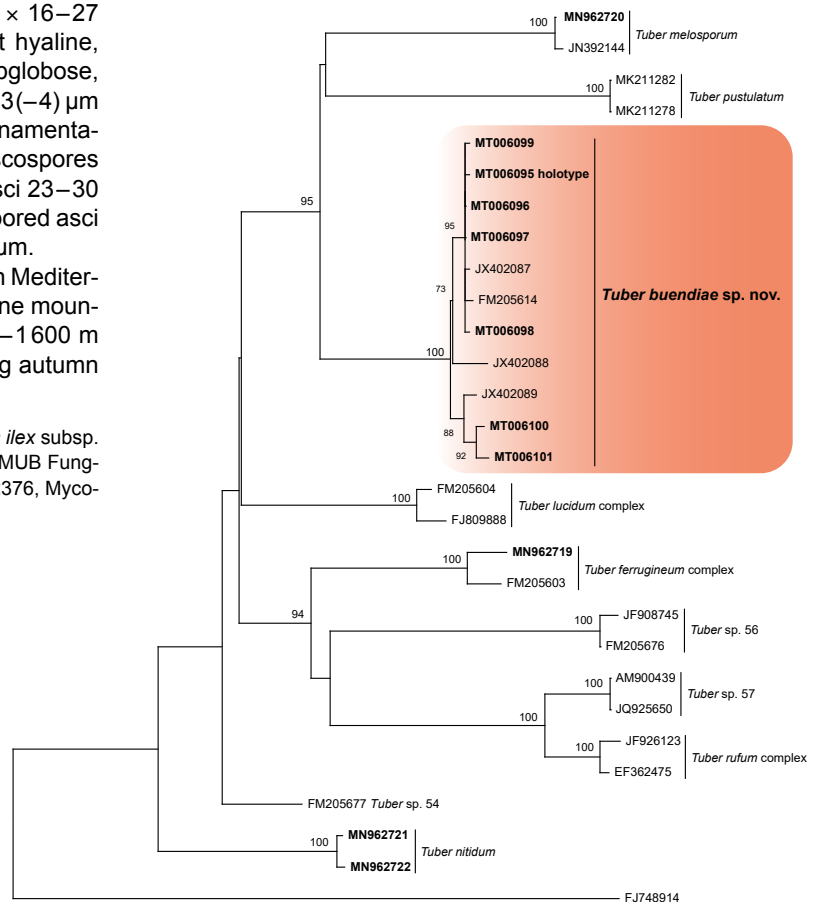 × 16–27
t hyaline,
bglobose,
3(–4) µm
namenta-
scospores
sci 23–30
ored asci
um.
n Mediter-
ne moun-
–1600 m
g autumn
ilex subsp.
MUB Fung-
376, Myco-
100
MN962720
JN392144
Tuber melosporum
100
MK211282
MK211278
Tuber pustulatum
95
MT006099
MT006095 holotype
MT006096
95
MT006097
JX402087
73
FM205614
MT006098
Tuber buendiae sp. nov.
100
JX402088
JX402089
88
MT006100
92
MT006101
100
FM205604
FJ809888
Tuber lucidum complex
100
MN962719
FM205603
Tuber ferrugineum complex
94
100
JF908745
FM205676
Tuber sp. 56
100
AM900439
JQ925650
Tuber sp. 57
100
100
JF926123
EF362475
Tuber rufum complex
FM205677 Tuber sp. 54
100
MN962721
MN962722
Tuber nitidum
FJ748914